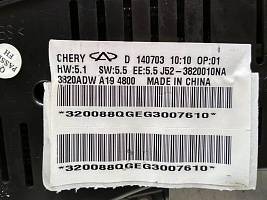 CHERY D 140703 10:10 OP:01
HW:5.1 SW:5.5 EE:5.5 J52-3820010NA
3820ADW A19 4800 MADE IN CHINA
*320088QGEG3007610*
*320088QGEG3007610*